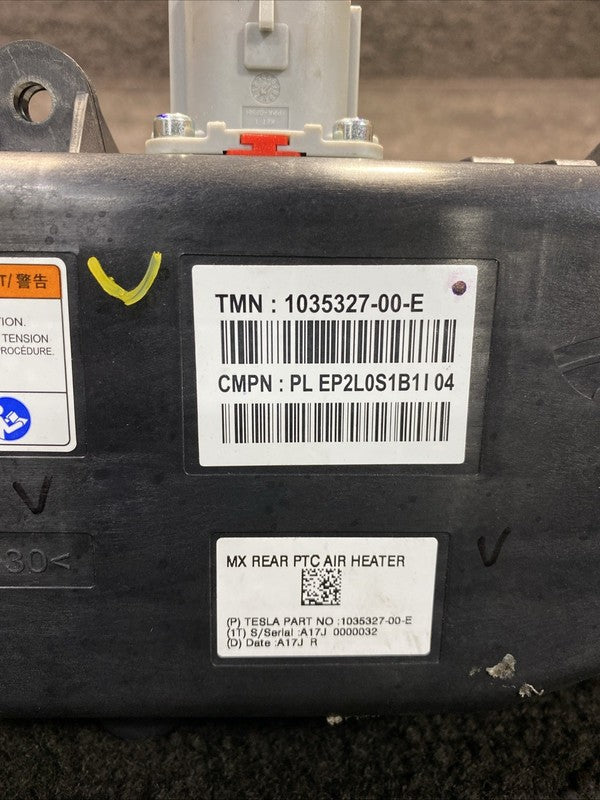 T/ 警告
TION.
TENSION
PROCÉDURE.
TMN : 1035327-00-E
CMPN : PL EP2L0S1B1I 04
30<
MX REAR PTC AIR HEATER
(P) TESLA PART NO :1035327-00-E
(1T) S/Serial :A17J 0000032
(D) Date :A17J R